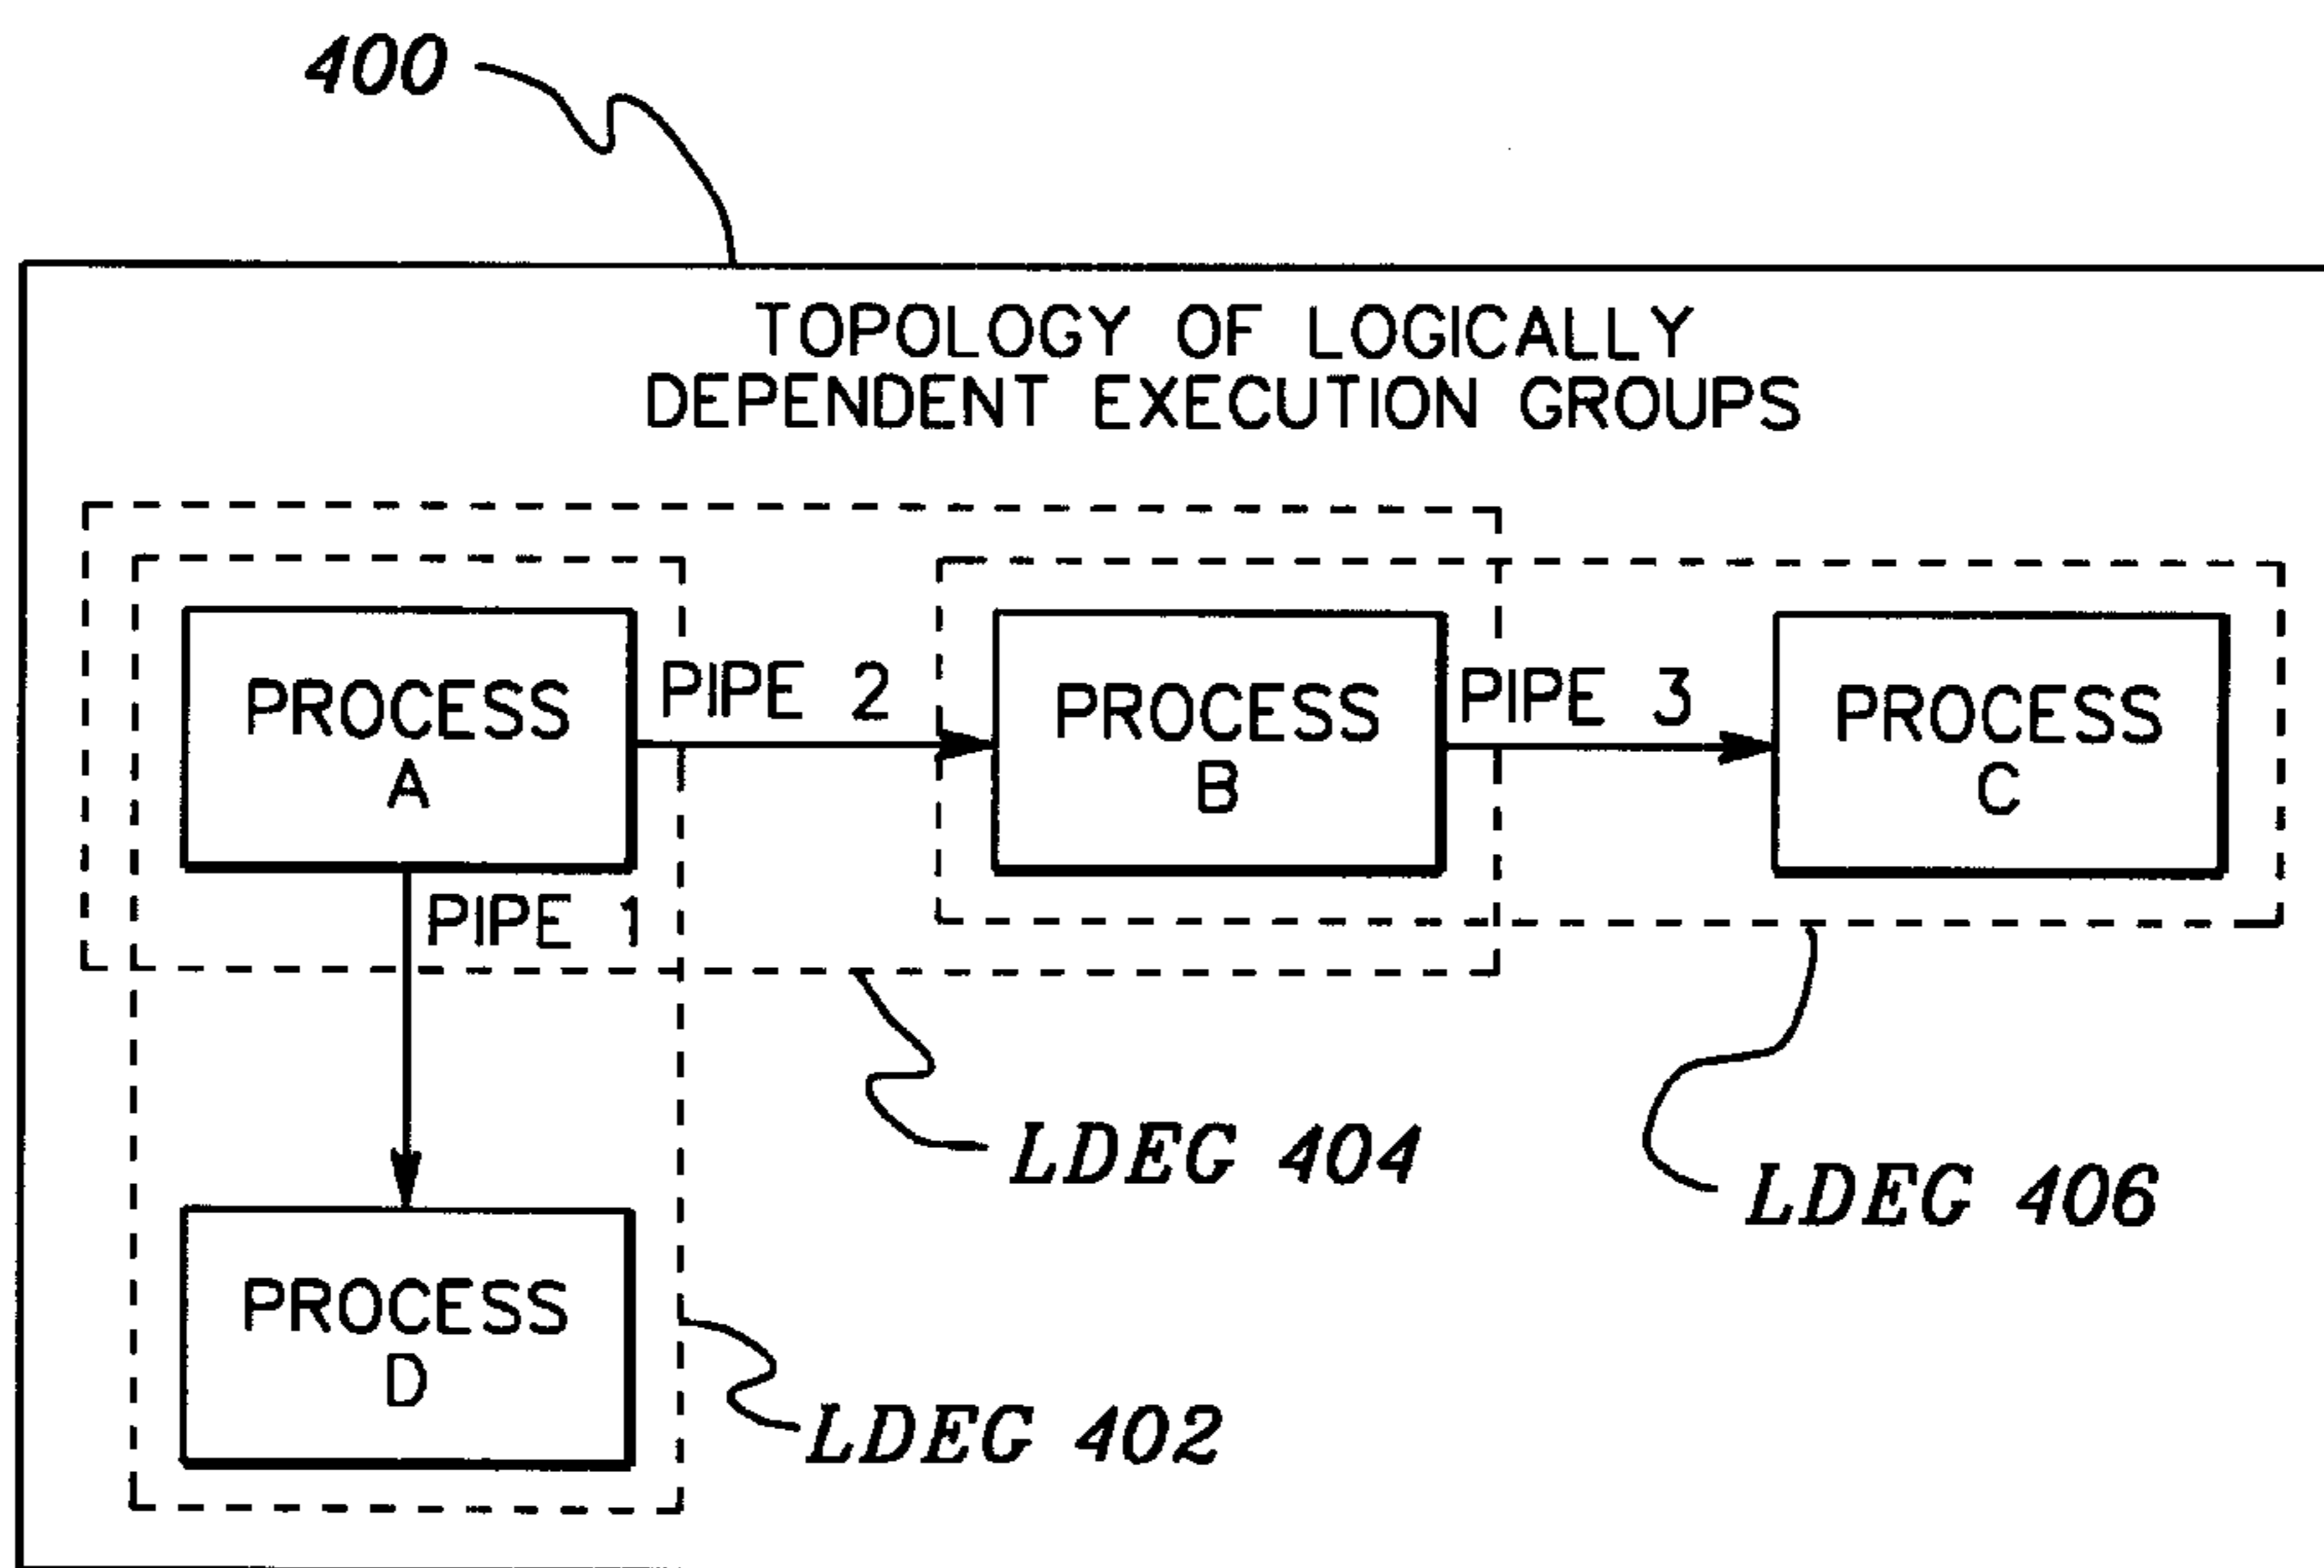 400
TOPOLOGY OF LOGICALLY
DEPENDENT EXECUTION GROUPS
PROCESS
A
PIPE 2
PROCESS
B
PIPE 3
PROCESS
C
PIPE 1
LDEG 404
LDEG 406
PROCESS
D
LDEG 402